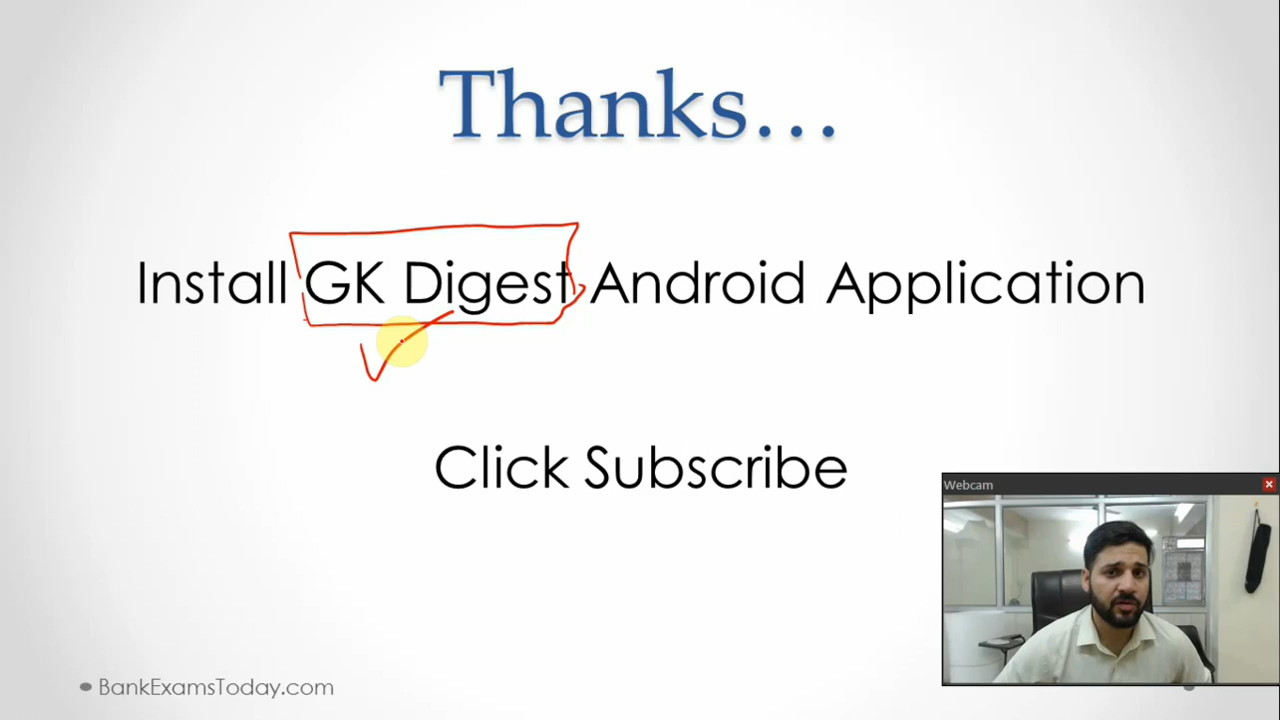 Thanks...
Install GK Digest Android Application
Click Subscribe
Webcam
BankExamsToday.com